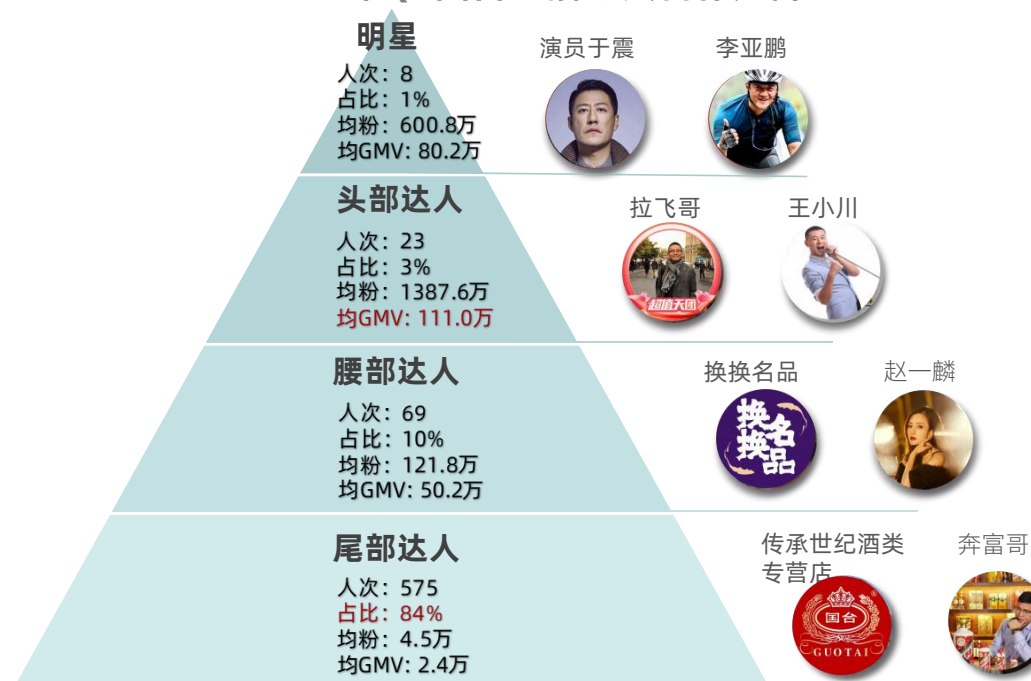 明星
人次：8
占比：1%
均粉：600.8万
均GMV: 80.2万
演员于震
李亚鹏
头部达人
人次：23
占比：3%
均粉：1387.6万
均GMV: 111.0万
拉飞哥
王小川
超值天团
腰部达人
人次：69
占比：10%
均粉：121.8万
均GMV: 50.2万
换换名品
赵一麟
换换
名品
尾部达人
人次：575
占比：84%
均粉：4.5万
均GMV: 2.4万
传承世纪酒类
专营店
奔富哥
国台
GUOTAI